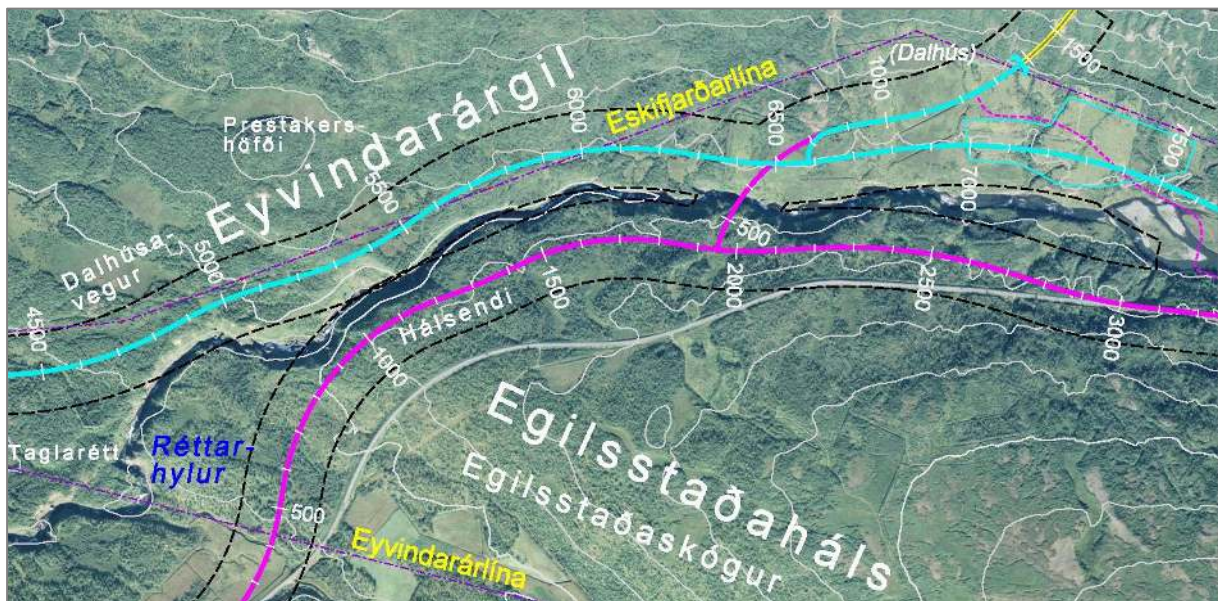 1500
(Dalhús)
1000
Eskifjarðarlína
6500
6000
Eyvindarárgil
Prestakers-
höfði
7500
7000
5500
5000
Dalhúsa-
vegur
4500
500
2000
2500
3000
1500
Hálsendi
1000
Egilsstaðaháls
Egilsstaðaskógur
Taglarétt
Réttar-
hylur
500
Eyvindarárlína